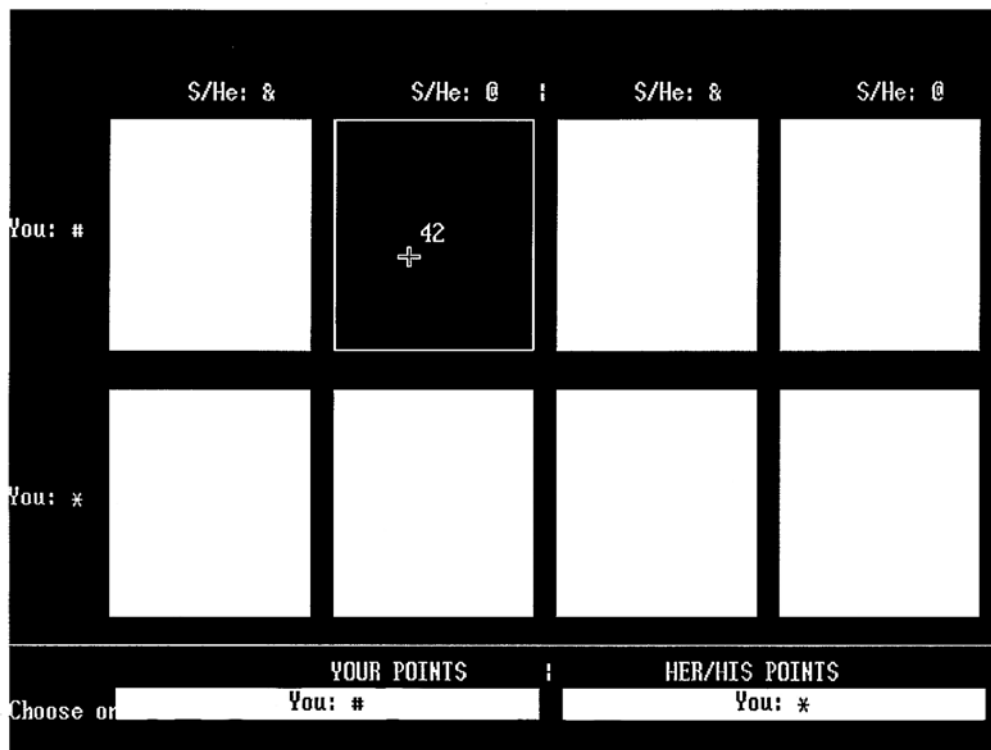 S/He: & S/He: @ ¦ S/He: & S/He: @
You: #
42
You: *
YOUR POINTS ¦ HER/HIS POINTS
Choose or You: # You: *